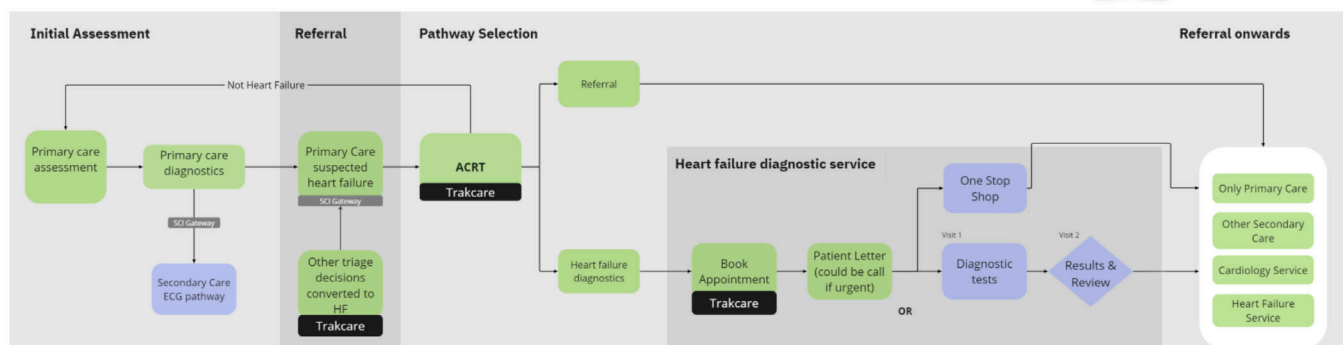 Initial Assessment
Referral
Pathway Selection
Referral onwards
Not Heart Failure
Referral
Primary care
assessment
Primary care
diagnostics
Primary Care
suspected
heart failure
SCI Gateway
ACRT
Trakcare
Heart failure diagnostic service
One Stop
Shop
Only Primary Care
SCI Gateway
Other Secondary
Care
Secondary Care
ECG pathway
Other triage
decisions
converted to
HF
Trakcare
Heart failure
diagnostics
Book
Appointment
Trakcare
Patient Letter
(could be call
if urgent)
OR
Visit 1
Diagnostic
tests
Visit 2
Results &
Review
Cardiology Service
Heart Failure
Service